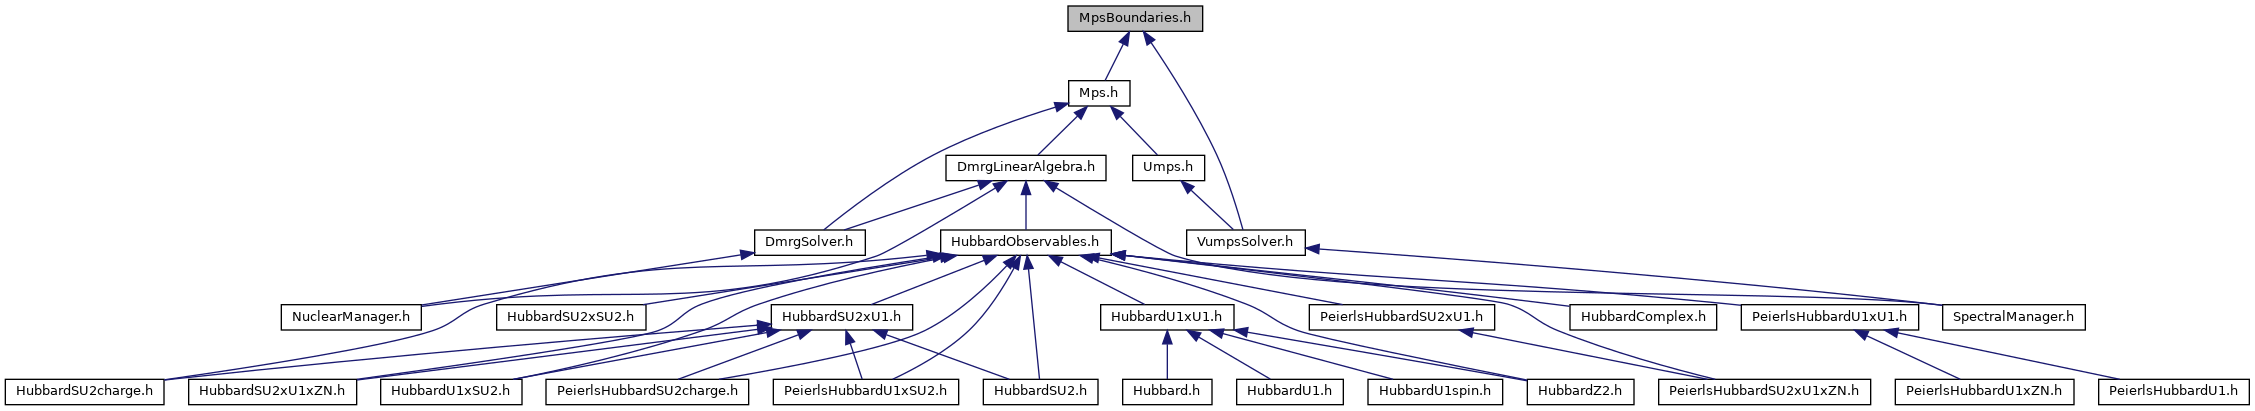 MpsBoundaries.h
Mps.h
DmrgLinearAlgebra.h
Umps.h
DmrgSolver.h
HubbardObservables.h
VumpsSolver.h
NuclearManager.h
HubbardSU2xSU2.h
HubbardSU2xU1.h
HubbardU1xU1.h
PeierlsHubbardSU2xU1.h
HubbardComplex.h
PeierlsHubbardU1xU1.h
SpectralManager.h
HubbardSU2charge.h
HubbardSU2xU1xZN.h
HubbardU1xSU2.h
PeierlsHubbardSU2charge.h
PeierlsHubbardU1xSU2.h
HubbardSU2.h
Hubbard.h
HubbardU1.h
HubbardU1spin.h
HubbardZ2.h
PeierlsHubbardSU2xU1xZN.h
PeierlsHubbardU1xZN.h
PeierlsHubbardU1.h